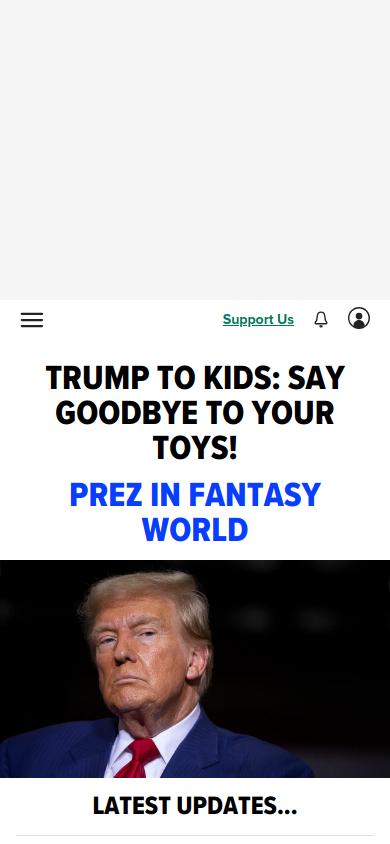 Support Us
TRUMP TO KIDS: SAY
GOODBYE TO YOUR
TOYS!
PREZ IN FANTASY
WORLD
LATEST UPDATES...